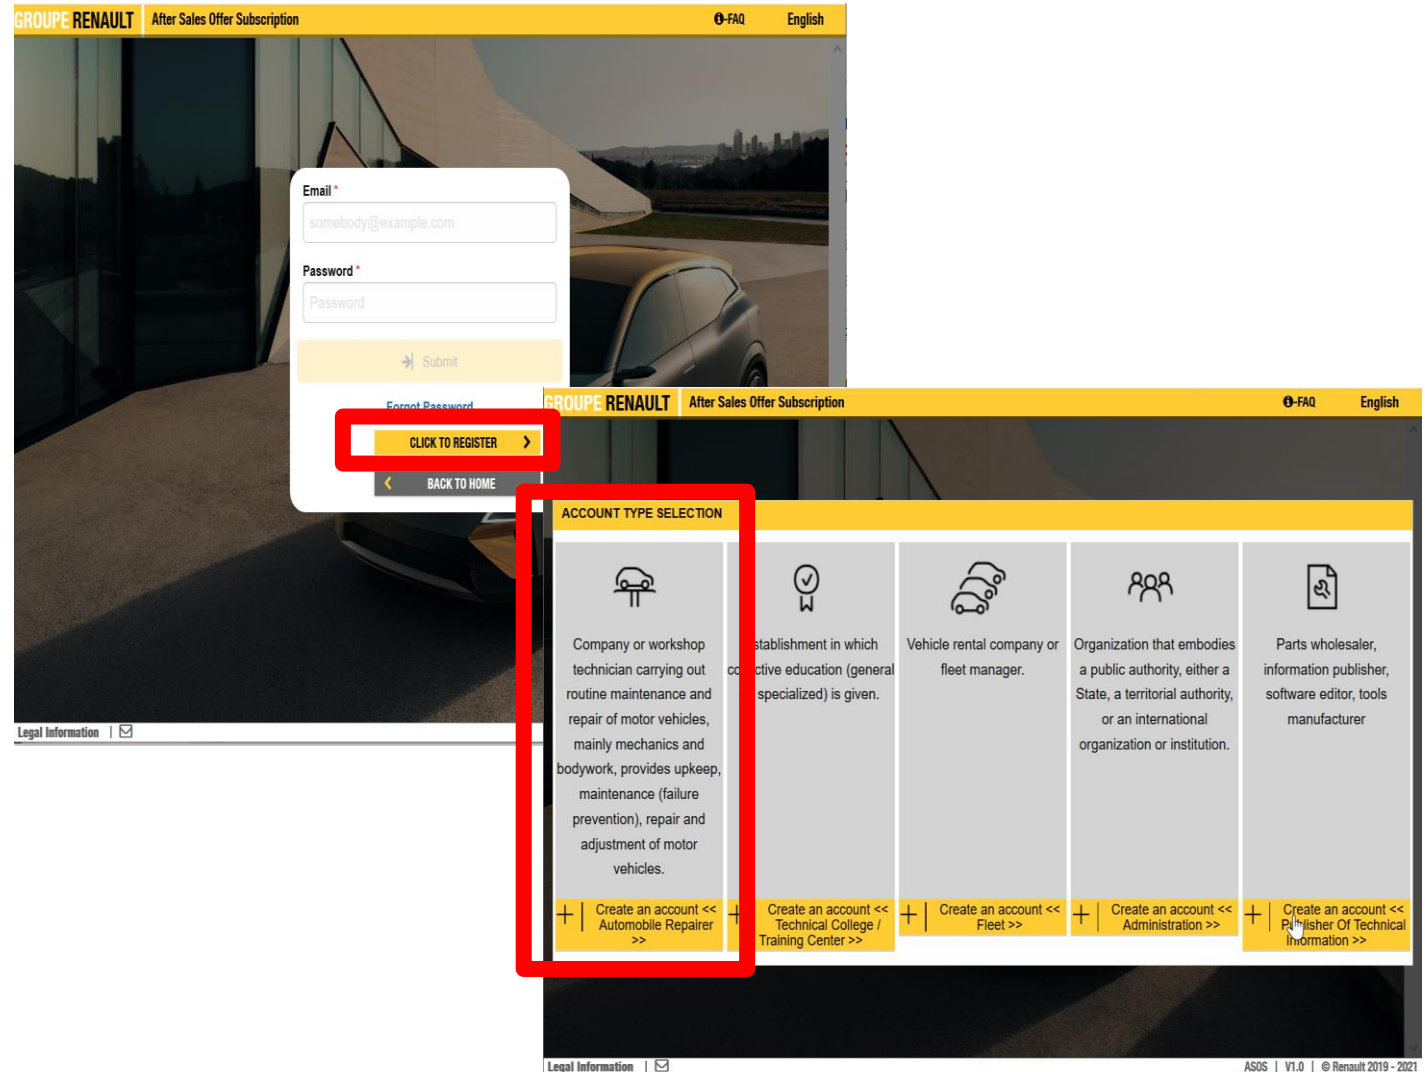 GROUPE RENAULT After Sales Offer Subscription -FAQ English
Email *
somebody@example.com
Password *
Password
Submit
Forgot Password
CLICK TO REGISTER
BACK TO HOME
Legal Information |
GROUPE RENAULT After Sales Offer Subscription -FAQ English
ACCOUNT TYPE SELECTION
Company or workshop
technician carrying out
routine maintenance and
repair of motor vehicles,
mainly mechanics and
bodywork, provides upkeep,
maintenance (failure
prevention), repair and
adjustment of motor
vehicles.
+ | Create an account <<
Automobile Repairer
>>
stablishment in which
ctive education (general
specialized) is given.
+ | Create an account <<
Technical College /
Training Center >>
Vehicle rental company or
fleet manager.
+ | Create an account <<
Fleet >>
Organization that embodies
a public authority, either a
State, a territorial authority,
or an international
organization or institution.
+ | Create an account <<
Administration >>
Parts wholesaler,
information publisher,
software editor, tools
manufacturer
+ | Create an account <<
Publisher Of Technical
Information >>
Legal Information |
ASOS | V1.0 | © Renault 2019 - 2021